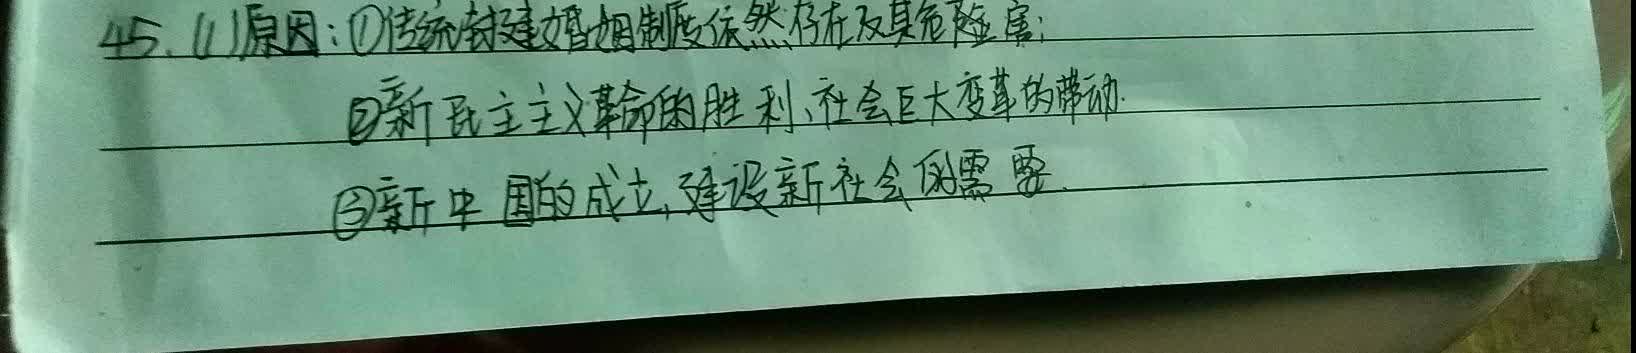 45.(1)原因:①传统封建婚姻制度依然存在及其危险害;
②新民主主义革命的胜利、社会巨大变革的带动.
③新中国的成立,建设新社会的需要.